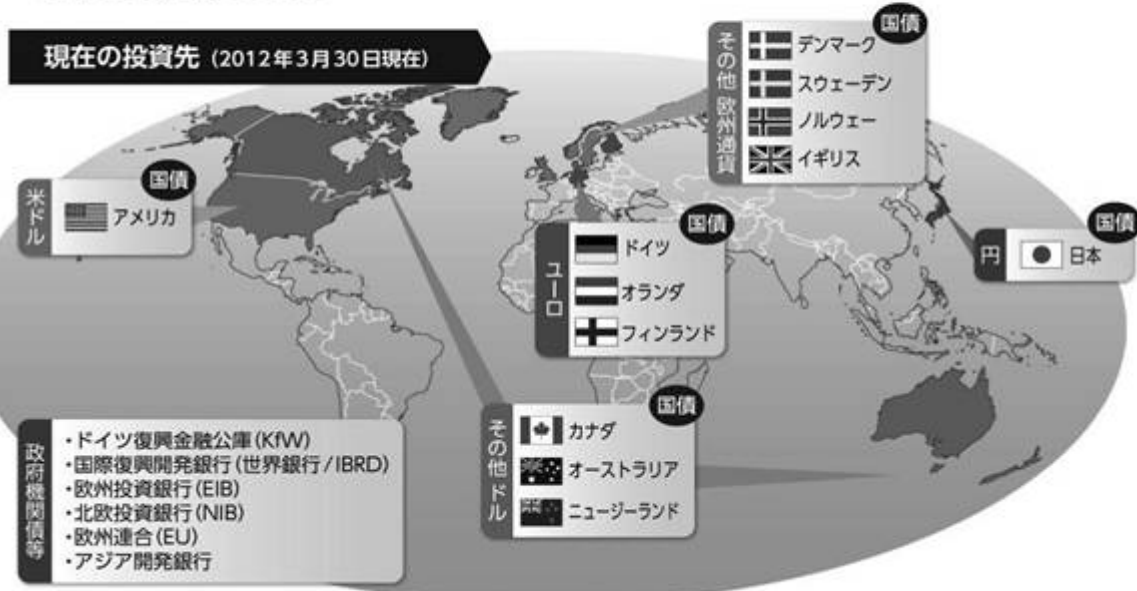 現在の投資先 (2012年3月30日現在)
国債
その他 欧州通貨
デンマーク
スウェーデン
ノルウェー
イギリス
国債
米ドル
アメリカ
国債
ユーロ
ドイツ
オランダ
フィンランド
国債
円
日本
国債
その他ドル
カナダ
オーストラリア
ニュージーランド
政府機関債等
・ドイツ復興金融公庫(KfW)
・国際復興開発銀行(世界銀行/IBRD)
・欧州投資銀行(EIB)
・北欧投資銀行(NIB)
・欧州連合(EU)
・アジア開発銀行